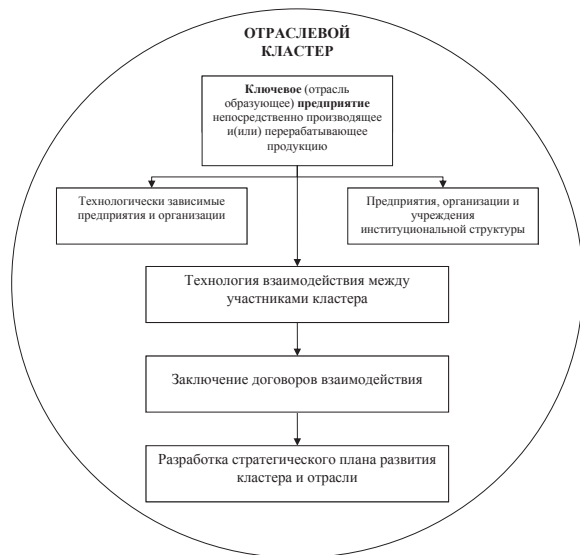 ОТРАСЛЕВОЙ
КЛАСТЕР
Ключевое (отрасль
образующее) предприятие
непосредственно производящее
и(или) перерабатывающее
продукцию
Технологически зависимые
предприятия и организации
Предприятия, организации и
учреждения
институциональной структуры
Технология взаимодействия между
участниками кластера
Заключение договоров взаимодействия
Разработка стратегического плана развития
кластера и отрасли